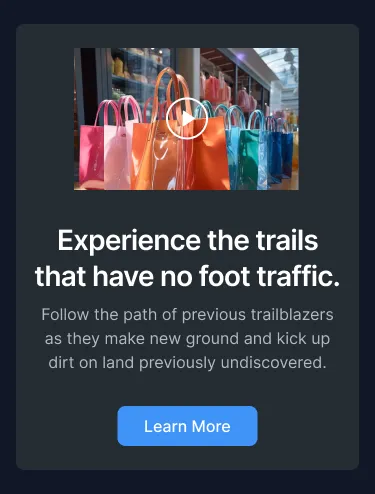 Experience the trails
that have no foot traffic.
Follow the path of previous trailblazers
as they make new ground and kick up
dirt on land previously undiscovered.
Learn More